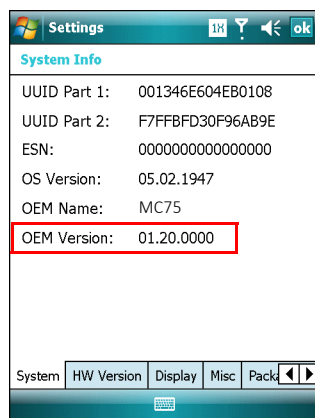 Settings 1X ok
System Info
UUID Part 1: 001346E604EB0108
UUID Part 2: F7FFBFD30F96AB9E
ESN: 0000000000000000
OS Version: 05.02.1947
OEM Name: MC75
OEM Version: 01.20.0000
System HW Version Display Misc Packa